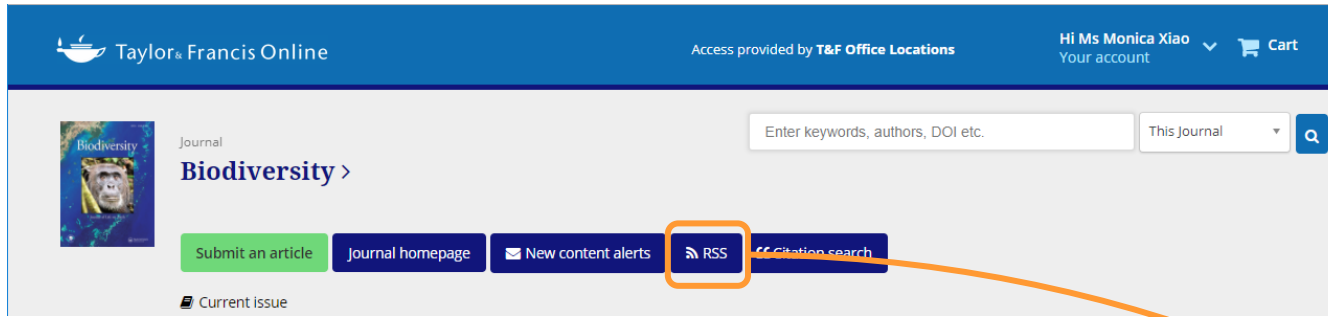 Taylor & Francis Online
Access provided by T&F Office Locations
Hi Ms Monica Xiao
Your account
Cart
Biodiversity
Journal
Biodiversity >
Enter keywords, authors, DOI etc.
This Journal
Submit an article
Journal homepage
New content alerts
RSS
Citation search
Current issue